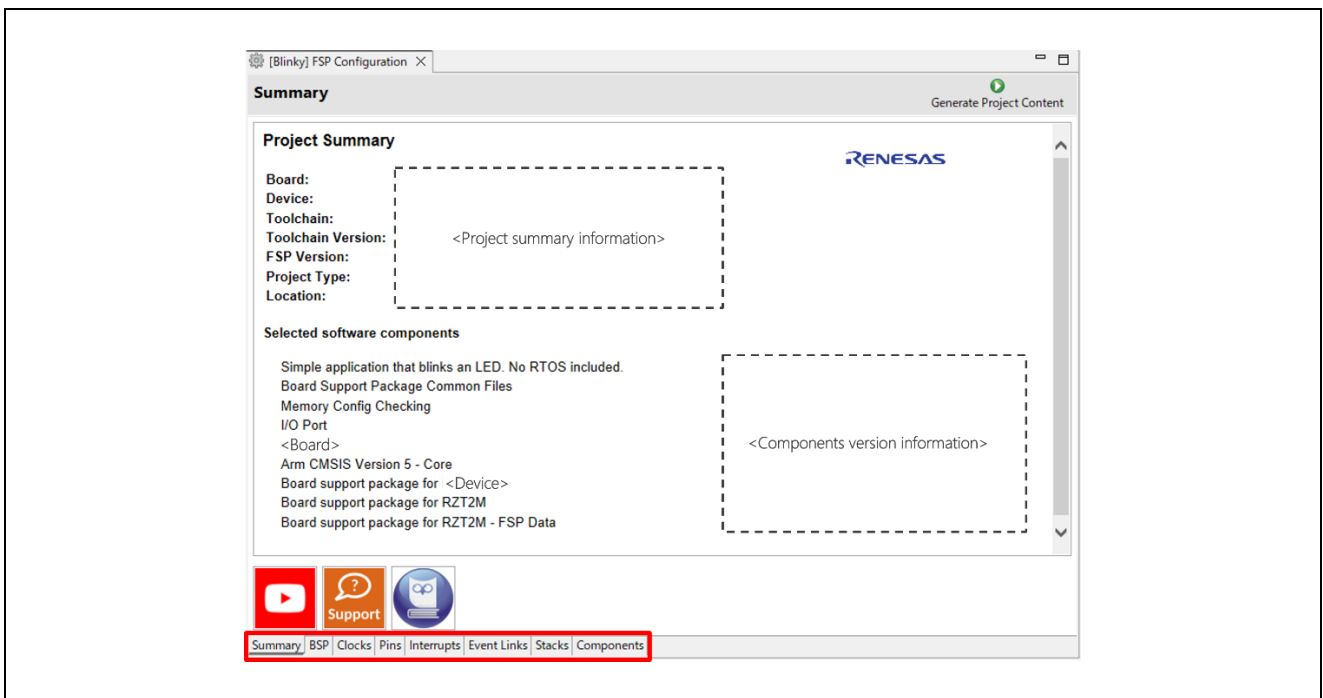 [Blinky] FSP Configuration
Summary
Generate Project Content
Project Summary
RENESAS
Board:
Device:
Toolchain:
Toolchain Version:
FSP Version:
Project Type:
Location:
<Project summary information>
Selected software components
Simple application that blinks an LED. No RTOS included.
Board Support Package Common Files
Memory Config Checking
I/O Port
<Board>
Arm CMSIS Version 5 - Core
Board support package for <Device>
Board support package for RZT2M
Board support package for RZT2M - FSP Data
<Components version information>
?
Support
Summary BSP Clocks Pins Interrupts Event Links Stacks Components